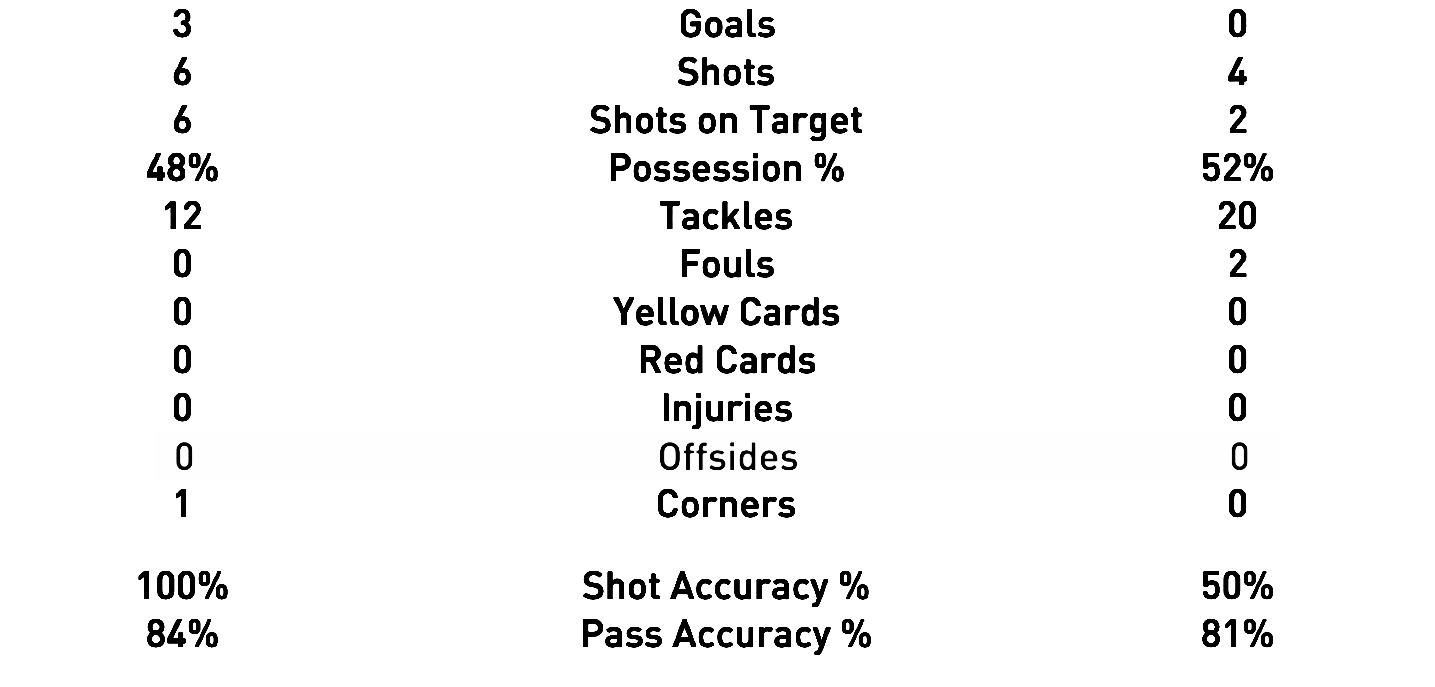 3 Goals 0
6 Shots 4
6 Shots on Target 2
48% Possession % 52%
12 Tackles 20
0 Fouls 2
0 Yellow Cards 0
0 Red Cards 0
0 Injuries 0
0 Offsides 0
1 Corners 0
100% Shot Accuracy % 50%
84% Pass Accuracy % 81%